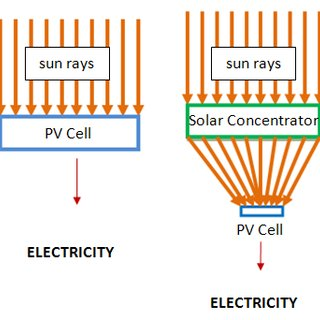 sun rays
PV Cell
ELECTRICITY
sun rays
Solar Concentrator
PV Cell
ELECTRICITY